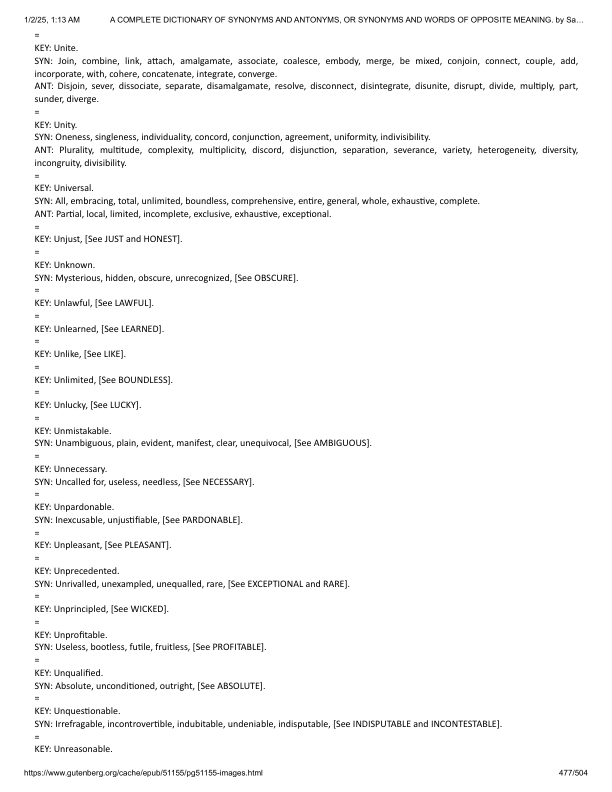 1/2/25, 1:13 AM A COMPLETE DICTIONARY OF SYNONYMS AND ANTONYMS, OR SYNONYMS AND WORDS OF OPPOSITE MEANING. by Sa…
=
KEY: Unite.
SYN: Join, combine, link, attach, amalgamate, associate, coalesce, embody, merge, be mixed, conjoin, connect, couple, add,
incorporate, with, cohere, concatenate, integrate, converge.
ANT: Disjoin, sever, dissociate, separate, disamalgamate, resolve, disconnect, disintegrate, disunite, disrupt, divide, multiply, part,
sunder, diverge.
=
KEY: Unity.
SYN: Oneness, singleness, individuality, concord, conjunction, agreement, uniformity, indivisibility.
ANT: Plurality, multitude, complexity, multiplicity, discord, disjunction, separation, severance, variety, heterogeneity, diversity,
incongruity, divisibility.
=
KEY: Universal.
SYN: All, embracing, total, unlimited, boundless, comprehensive, entire, general, whole, exhaustive, complete.
ANT: Partial, local, limited, incomplete, exclusive, exhaustive, exceptional.
=
KEY: Unjust, [See JUST and HONEST].
=
KEY: Unknown.
SYN: Mysterious, hidden, obscure, unrecognized, [See OBSCURE].
=
KEY: Unlawful, [See LAWFUL].
=
KEY: Unlearned, [See LEARNED].
=
KEY: Unlike, [See LIKE].
=
KEY: Unlimited, [See BOUNDLESS].
=
KEY: Unlucky, [See LUCKY].
=
KEY: Unmistakable.
SYN: Unambiguous, plain, evident, manifest, clear, unequivocal, [See AMBIGUOUS].
=
KEY: Unnecessary.
SYN: Uncalled for, useless, needless, [See NECESSARY].
=
KEY: Unpardonable.
SYN: Inexcusable, unjustifiable, [See PARDONABLE].
=
KEY: Unpleasant, [See PLEASANT].
=
KEY: Unprecedented.
SYN: Unrivalled, unexampled, unequalled, rare, [See EXCEPTIONAL and RARE].
=
KEY: Unprincipled, [See WICKED].
=
KEY: Unprofitable.
SYN: Useless, bootless, futile, fruitless, [See PROFITABLE].
=
KEY: Unqualified.
SYN: Absolute, unconditioned, outright, [See ABSOLUTE].
=
KEY: Unquestionable.
SYN: Irrefragable, incontrovertible, indubitable, undeniable, indisputable, [See INDISPUTABLE and INCONTESTABLE].
=
KEY: Unreasonable.
https://www.gutenberg.org/cache/epub/51155/pg51155-images.html 477/504